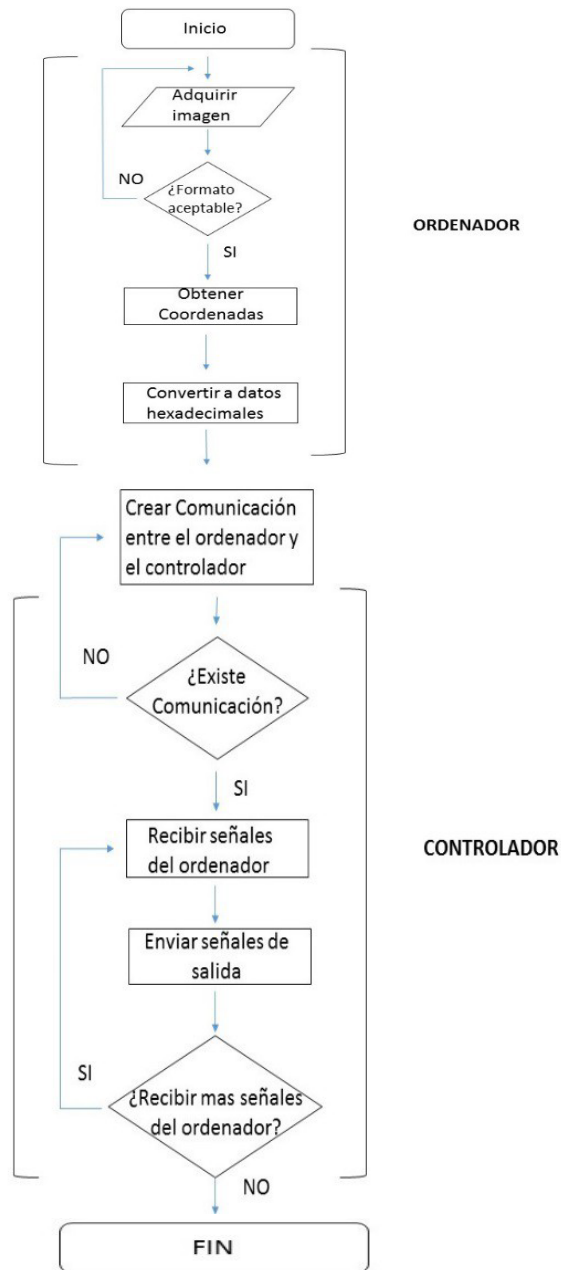 Inicio
Adquirir
imagen
NO
¿Formato
aceptable?
ORDENADOR
SI
Obtener
Coordenadas
Convertir a datos
hexadecimales
Crear Comunicación
entre el ordenador y
el controlador
NO
¿Existe
Comunicación?
SI
Recibir señales
del ordenador
CONTROLADOR
Enviar señales de
salida
SI
¿Recibir mas señales
del ordenador?
NO
FIN